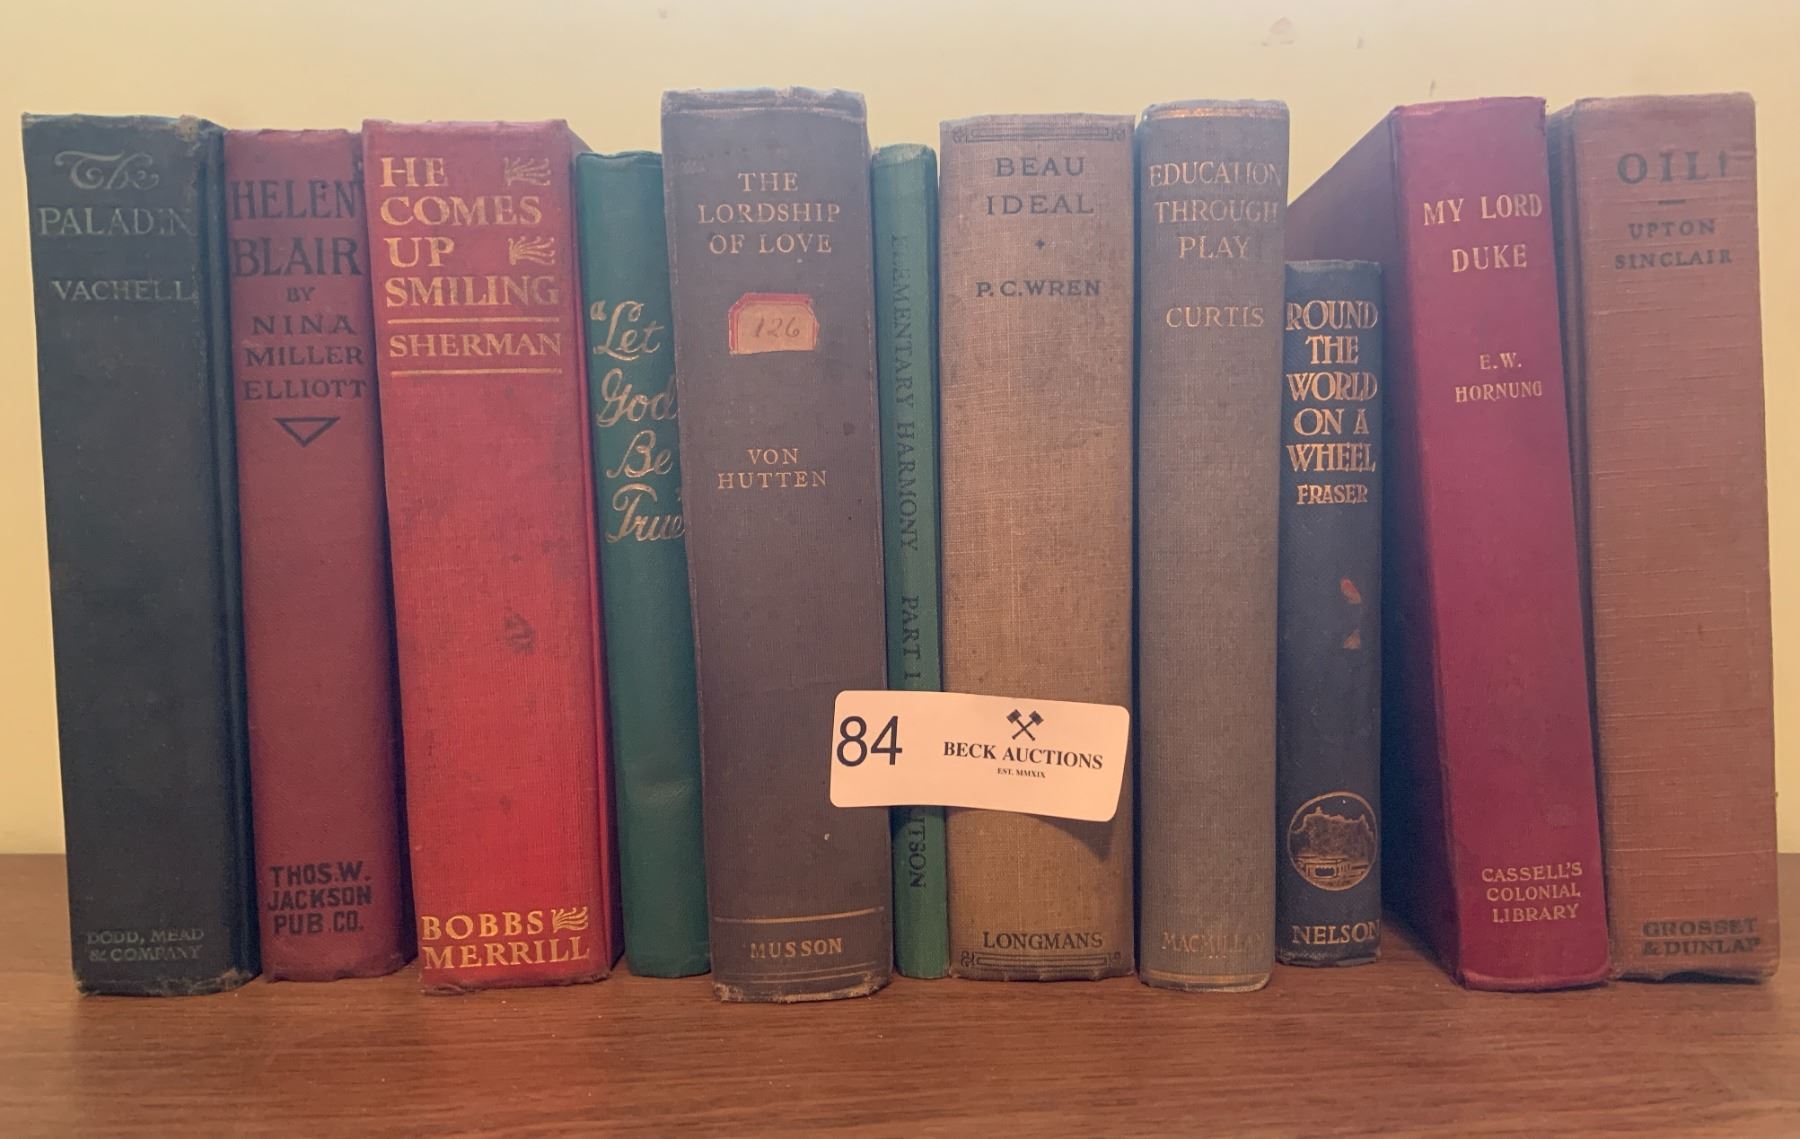 The
PALADIN
VACHELL
DODD, MEAD
& COMPANY
HELEN
BLAIR
BY
NINA
MILLER
ELLIOTT
THOS. W.
JACKSON
PUB. CO.
HE
COMES
UP
SMILING
SHERMAN
BOBBS
MERRILL
"Let
God
Be
True"
THE
LORDSHIP
OF LOVE
126
VON
HUTTEN
MUSSON
ELEMENTARY HARMONY PART I
BEAU
IDEAL
P. C. WREN
LONGMANS
84
BECK AUCTIONS
EST. MMXIX
EDUCATION
THROUGH
PLAY
CURTIS
MACMILLAN
ROUND
THE
WORLD
ON A
WHEEL
FRASER
NELSON
MY LORD
DUKE
E. W.
HORNUNG
CASSELL'S
COLONIAL
LIBRARY
OIL!
UPTON
SINCLAIR
GROSSET
& DUNLAP